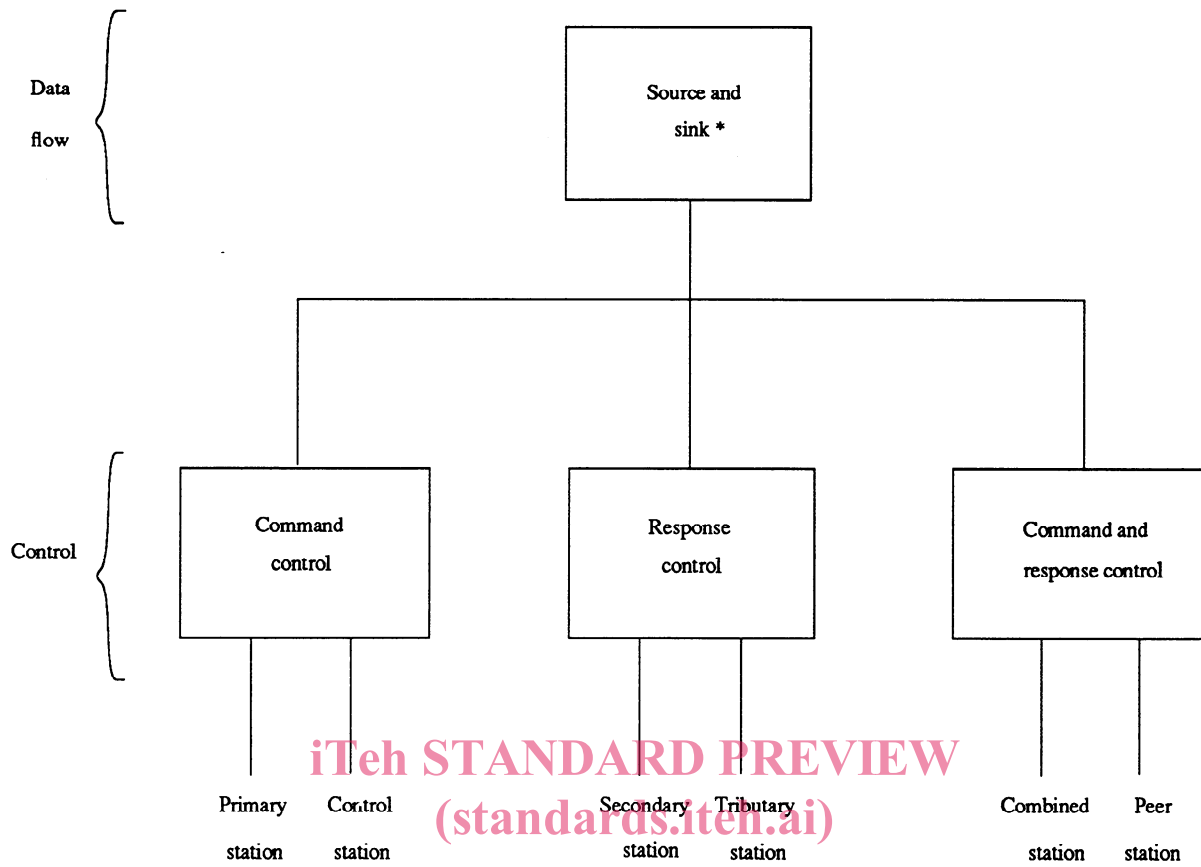 Data
flow
Source and
sink *
Control
Command
control
Response
control
Command and
response control
iTeh STANDARD PREVIEW
(standards.iteh.ai)
Primary
station
Control
station
Secondary
station
Tributary
station
Combined
station
Peer
station